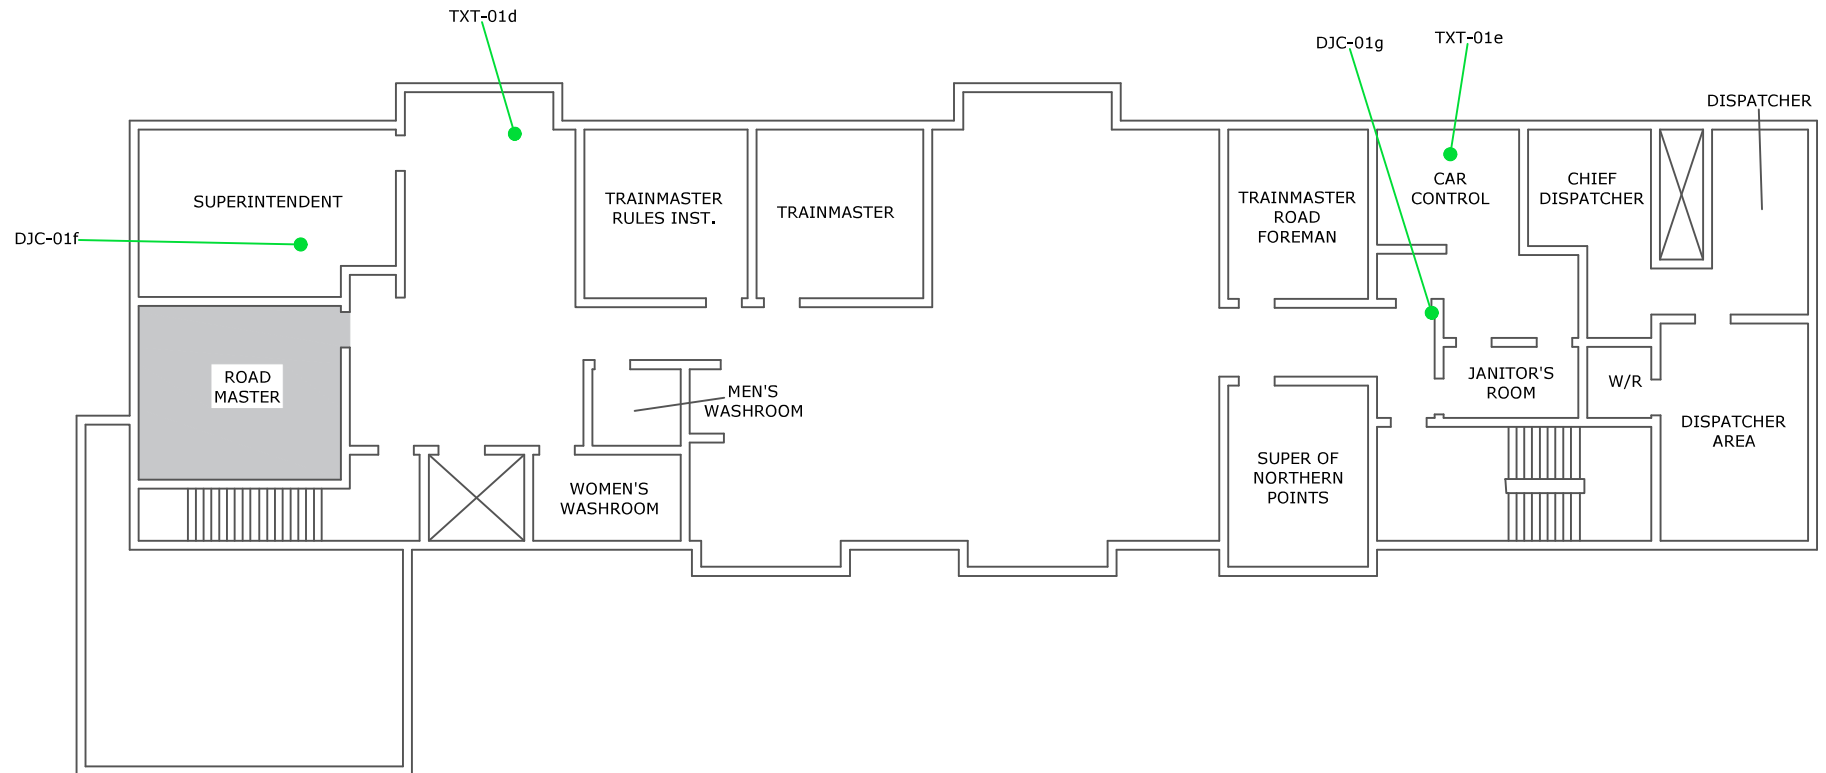 TXT-01d
DJC-01g
TXT-01e
DISPATCHER
SUPERINTENDENT
TRAINMASTER
RULES INST.
TRAINMASTER
TRAINMASTER
ROAD
FOREMAN
CAR
CONTROL
CHIEF
DISPATCHER
DJC-01f
ROAD
MASTER
MEN'S
WASHROOM
JANITOR'S
ROOM
W/R
DISPATCHER
AREA
WOMEN'S
WASHROOM
SUPER OF
NORTHERN
POINTS